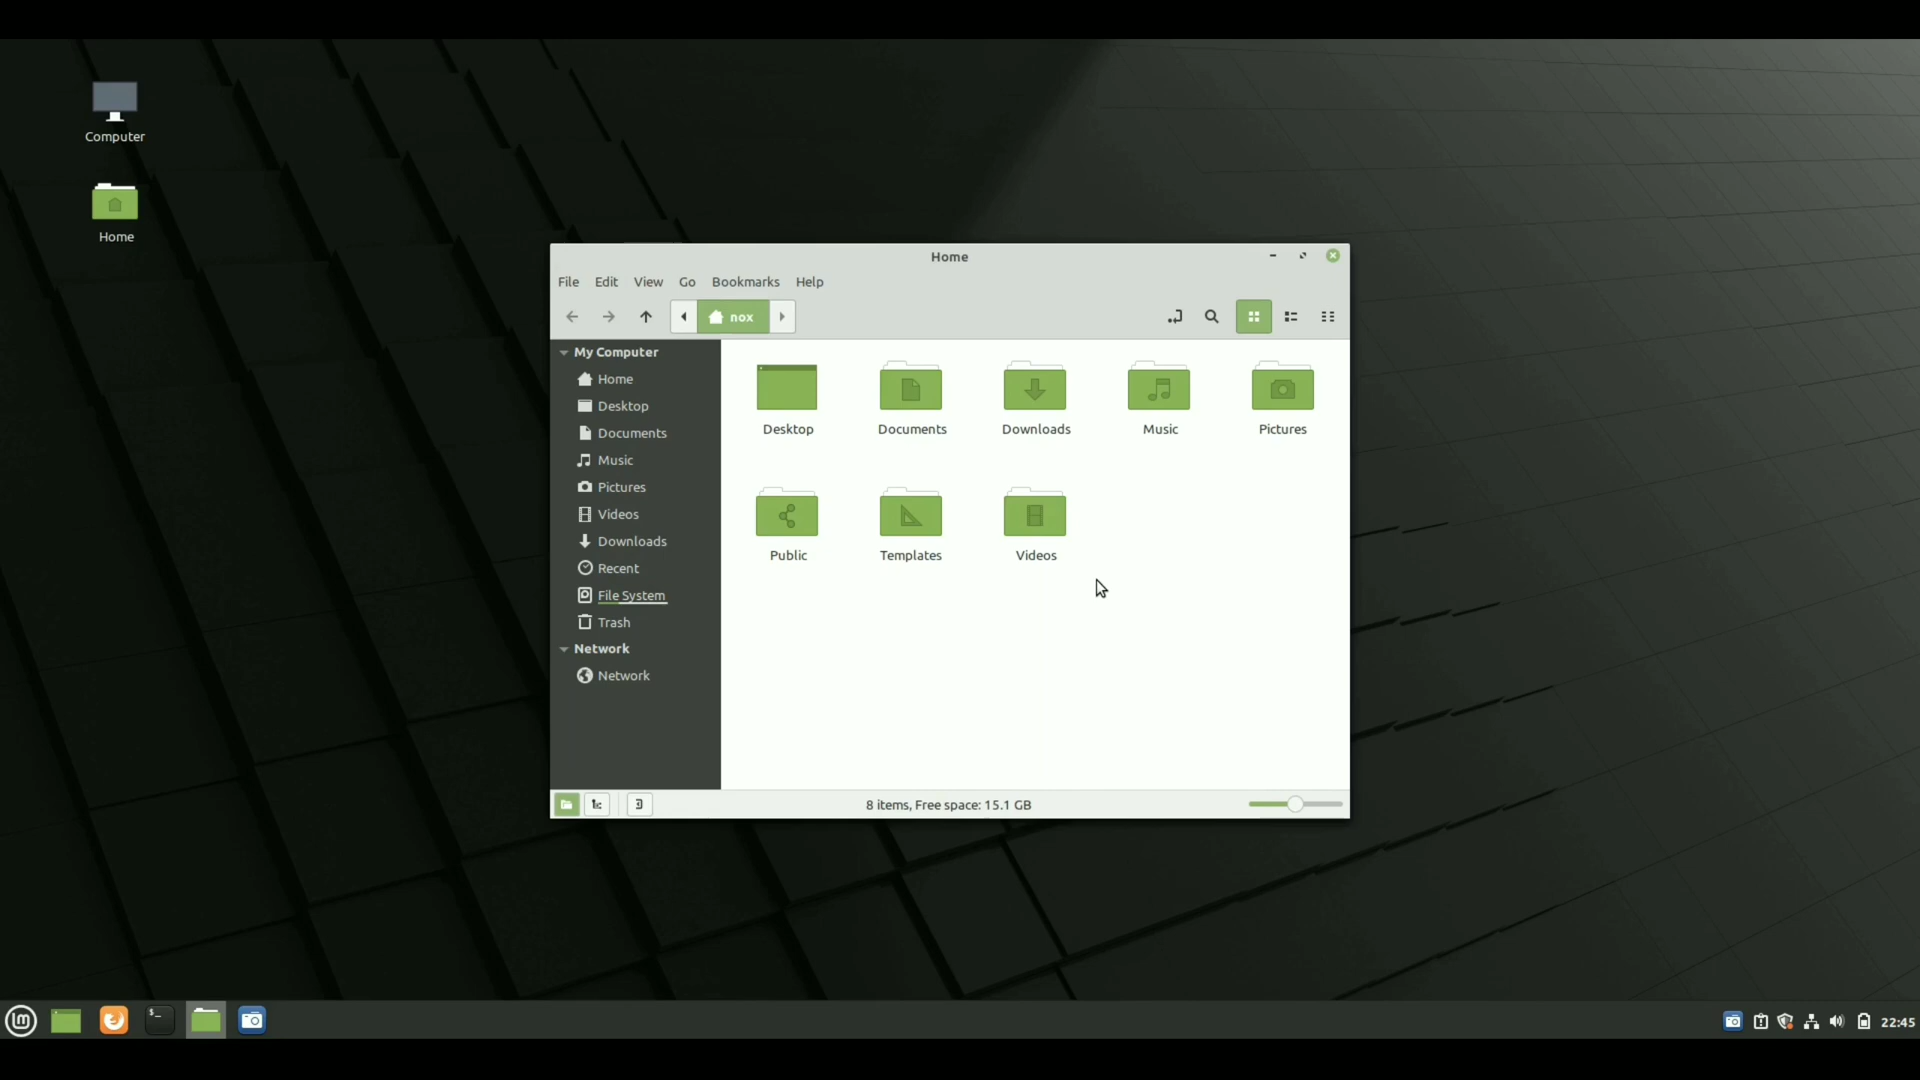 Computer
Home
Home
File Edit View Go Bookmarks Help
nox
My Computer
Home
Desktop
Documents
Music
Pictures
Videos
Downloads
Recent
File System
Trash
Network
Network
Desktop Documents Downloads Music Pictures
Public Templates Videos
8 items, Free space: 15.1 GB
$_
22:45